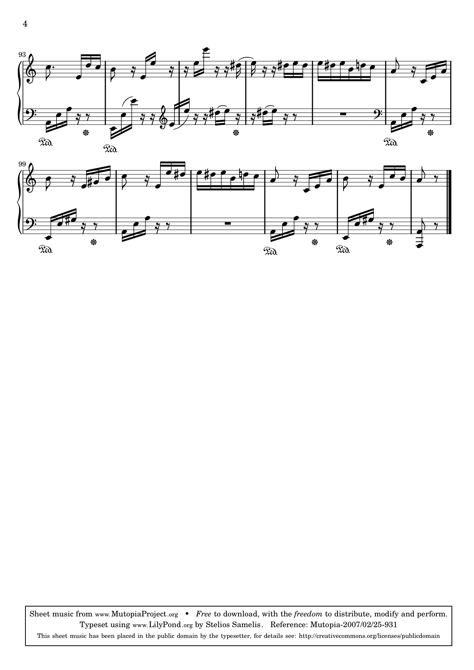 4
93
99
Sheet music from www.MutopiaProject.org • Free to download, with the freedom to distribute, modify and perform.
Typeset using www.LilyPond.org by Stelios Samelis. Reference: Mutopia-2007/02/25-931
This sheet music has been placed in the public domain by the typesetter, for details see: http://creativecommons.org/licenses/publicdomain